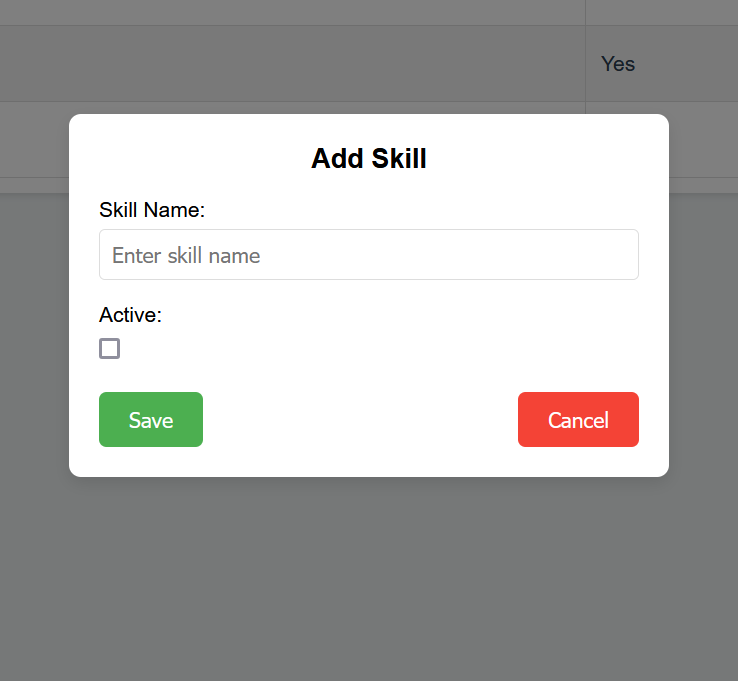 Yes
Add Skill
Skill Name:
Enter skill name
Active:
Save
Cancel